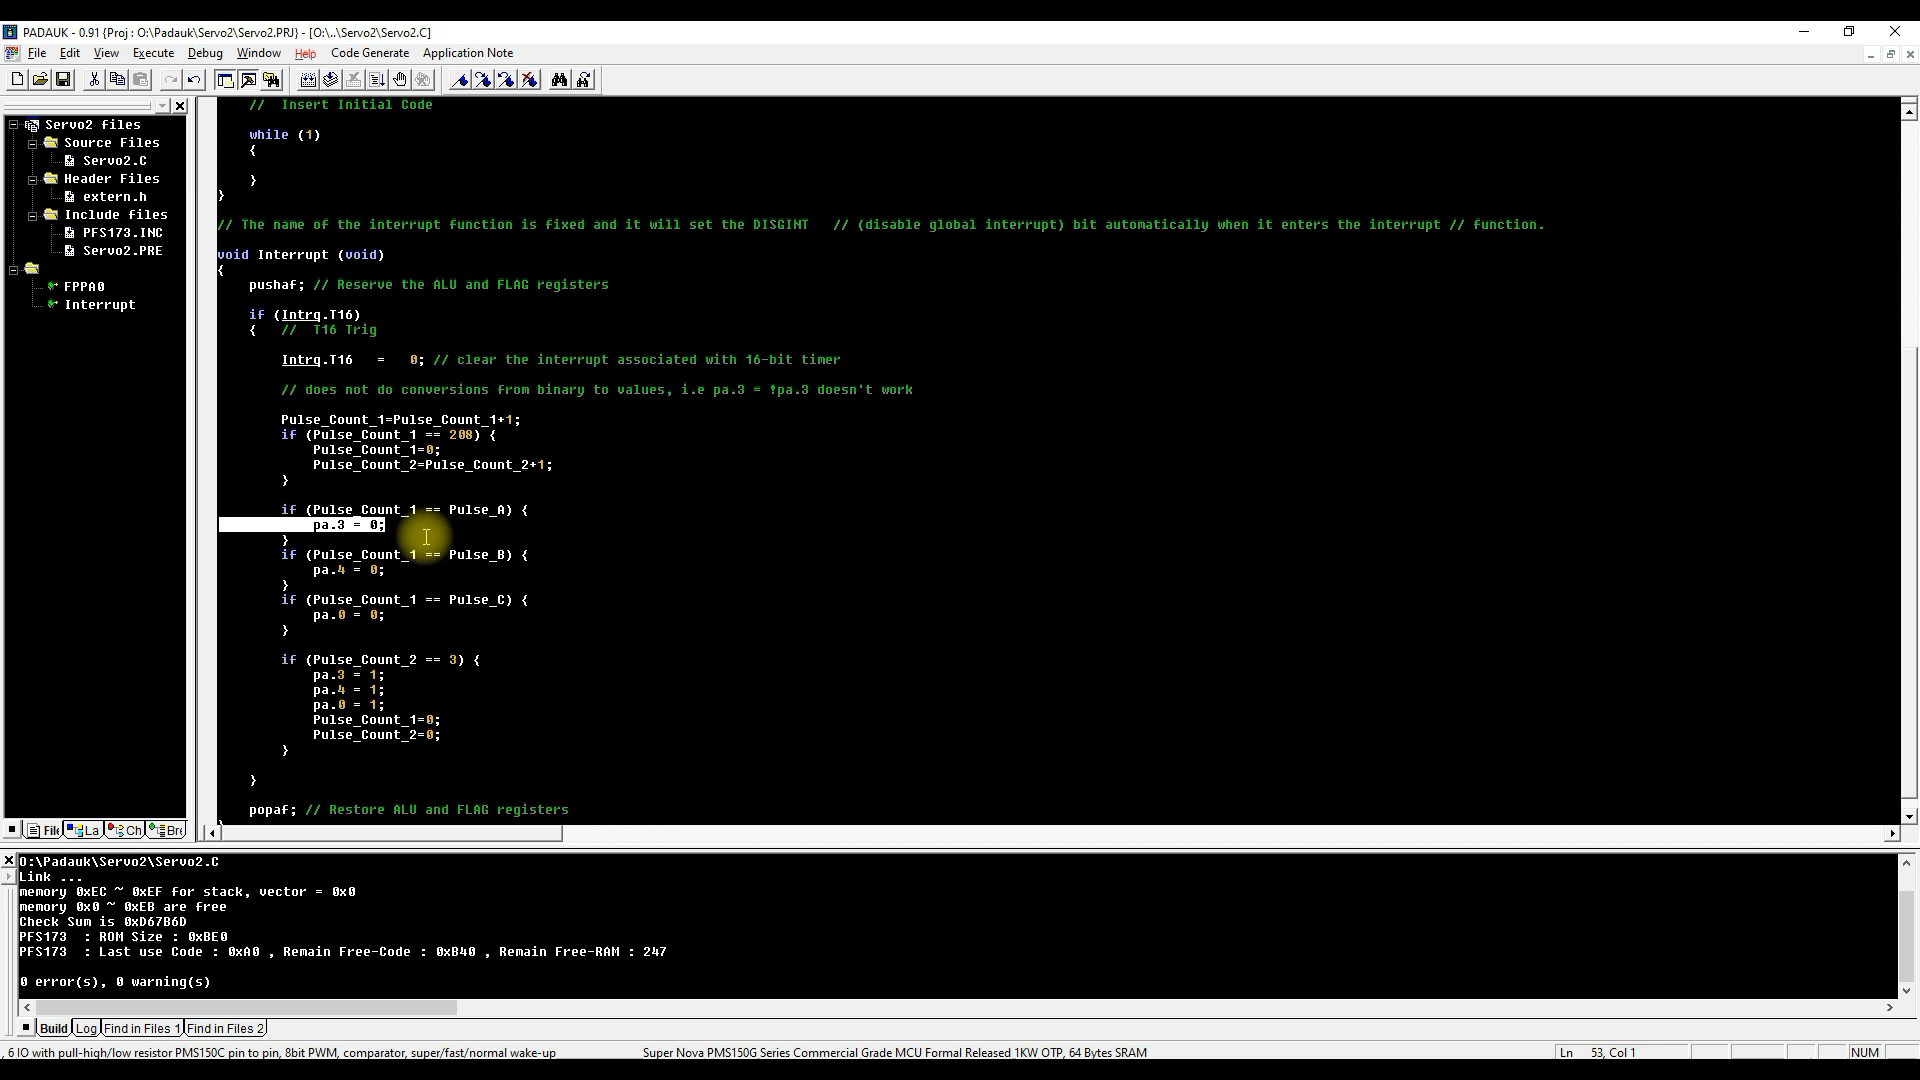 PADAUK - 0.91 {Proj : O:\Padauk\Servo2\Servo2.PRJ} - [O:\..\Servo2\Servo2.C]
File Edit View Execute Debug Window Help Code Generate Application Note
Servo2 files
Source Files
Servo2.C
Header Files
extern.h
Include files
PFS173.INC
Servo2.PRE
FPPA0
Interrupt
File La Ch Bre
// Insert Initial Code
while (1)
{
}
}
// The name of the interrupt function is fixed and it will set the DISGINT // (disable global interrupt) bit automatically when it enters the interrupt // function.
void Interrupt (void)
{
pushaf; // Reserve the ALU and FLAG registers
if (Intrq.T16)
{ // T16 Trig
Intrq.T16 = 0; // clear the interrupt associated with 16-bit timer
// does not do conversions from binary to values, i.e pa.3 = !pa.3 doesn't work
Pulse_Count_1=Pulse_Count_1+1;
if (Pulse_Count_1 == 208) {
Pulse_Count_1=0;
Pulse_Count_2=Pulse_Count_2+1;
}
if (Pulse_Count_1 == Pulse_A) {
pa.3 = 0;
}
if (Pulse_Count_1 == Pulse_B) {
pa.4 = 0;
}
if (Pulse_Count_1 == Pulse_C) {
pa.0 = 0;
}
if (Pulse_Count_2 == 3) {
pa.3 = 1;
pa.4 = 1;
pa.0 = 1;
Pulse_Count_1=0;
Pulse_Count_2=0;
}
}
popaf; // Restore ALU and FLAG registers
O:\Padauk\Servo2\Servo2.C
Link ...
memory 0xEC ~ 0xEF for stack, vector = 0x0
memory 0x0 ~ 0xEB are free
Check Sum is 0xD67B6D
PFS173 : ROM Size : 0xBE0
PFS173 : Last use Code : 0xA0 , Remain Free-Code : 0xB40 , Remain Free-RAM : 247
0 error(s), 0 warning(s)
Build Log Find in Files 1 Find in Files 2
, 6 IO with pull-high/low resistor PMS150C pin to pin, 8bit PWM, comparator, super/fast/normal wake-up Super Nova PMS150G Series Commercial Grade MCU Formal Released 1KW OTP, 64 Bytes SRAM Ln 53, Col 1 NUM